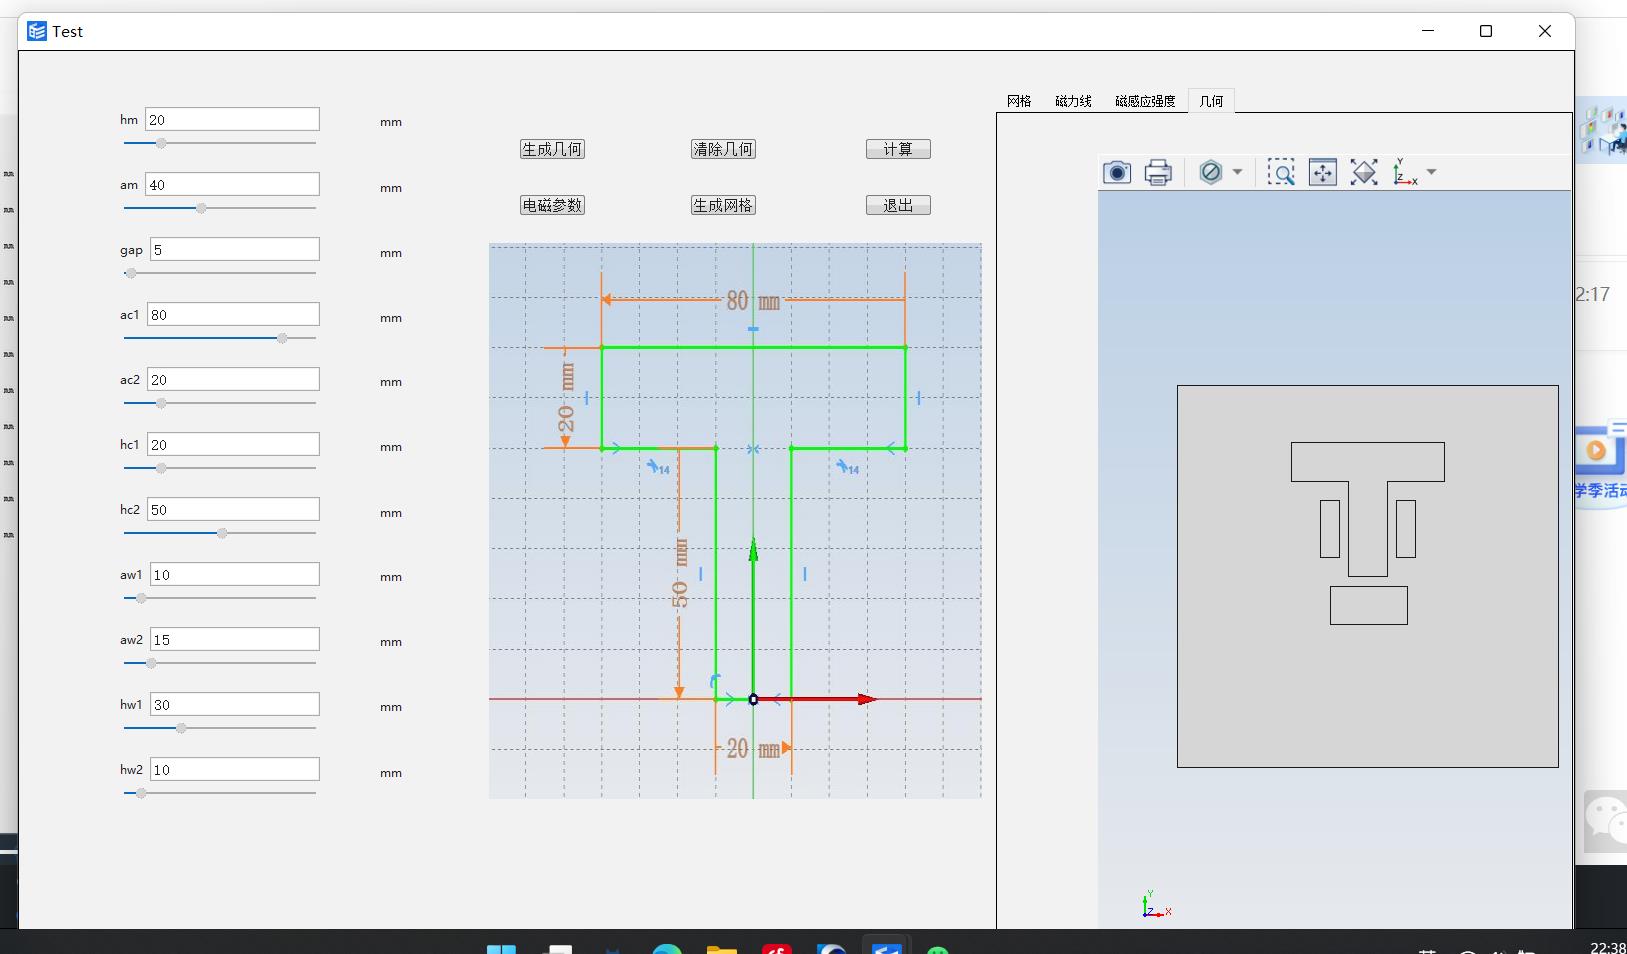 Test
hm 20 mm
am 40 mm
gap 5 mm
ac1 80 mm
ac2 20 mm
hc1 20 mm
hc2 50 mm
aw1 10 mm
aw2 15 mm
hw1 30 mm
hw2 10 mm
生成几何 清除几何 计算
电磁参数 生成网格 退出
80 mm
20 mm
14 14
50 mm
20 mm
网格 磁力线 磁感应强度 几何
Y
Z X
Y
Z X
2:17
学季活动
22:38